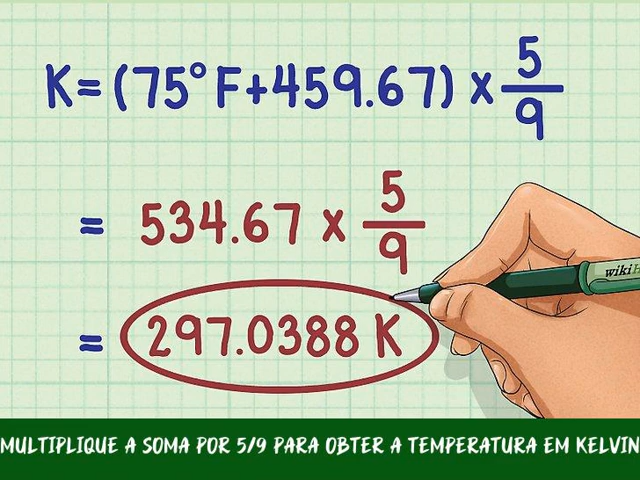 K=(75°F+459.67) x 5/9
= 534.67 x 5/9
= 297.0388 K
wikiH
MULTIPLIQUE A SOMA POR 5/9 PARA OBTER A TEMPERATURA EM KELVIN